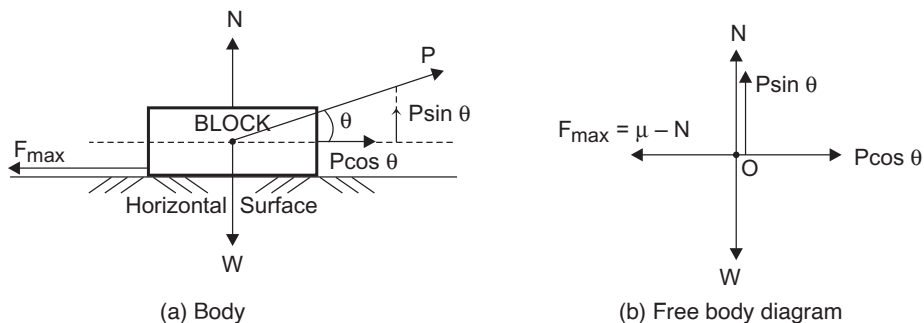 N
P
BLOCK
θ
Psin θ
F_max
Pcos θ
Horizontal Surface
W
(a) Body
N
Psin θ
F_max = μ – N
O
Pcos θ
W
(b) Free body diagram